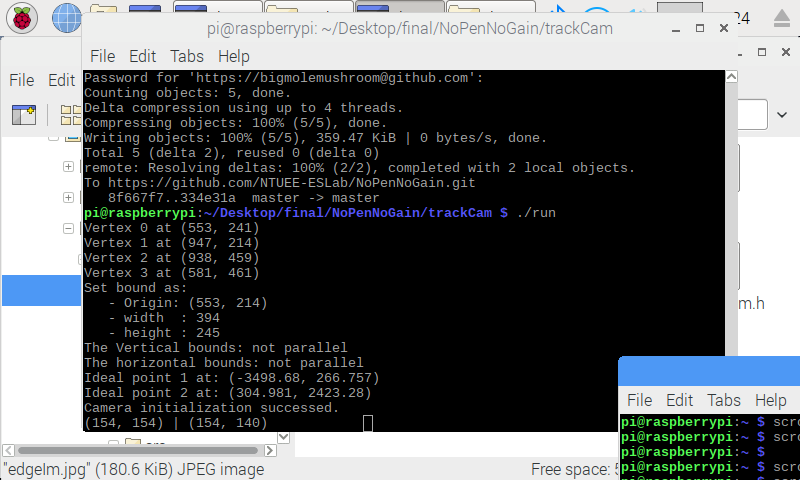 24
pi@raspberrypi: ~/Desktop/final/NoPenNoGain/trackCam
File Edit
File Edit Tabs Help
Password for 'https://bigmolemushroom@github.com':
Counting objects: 5, done.
Delta compression using up to 4 threads.
Compressing objects: 100% (5/5), done.
Writing objects: 100% (5/5), 359.47 KiB | 0 bytes/s, done.
Total 5 (delta 2), reused 0 (delta 0)
remote: Resolving deltas: 100% (2/2), completed with 2 local objects.
To https://github.com/NTUEE-ESLab/NoPenNoGain.git
8f667f7..334e31a master -> master
pi@raspberrypi:~/Desktop/final/NoPenNoGain/trackCam $ ./run
Vertex 0 at (553, 241)
Vertex 1 at (947, 214)
Vertex 2 at (938, 459)
Vertex 3 at (581, 461)
Set bound as:
- Origin: (553, 214)
- width : 394
- height : 245
The Vertical bounds: not parallel
The horizontal bounds: not parallel
Ideal point 1 at: (-3498.68, 266.757)
Ideal point 2 at: (304.981, 2423.28)
Camera initialization successed.
(154, 154) | (154, 140)
m.h
File Edit Tabs Help
pi@raspberrypi:~ $ scro
pi@raspberrypi:~ $ scro
pi@raspberrypi:~ $
pi@raspberrypi:~ $ scro
"edgeIm.jpg" (180.6 KiB) JPEG image
Free space: 5